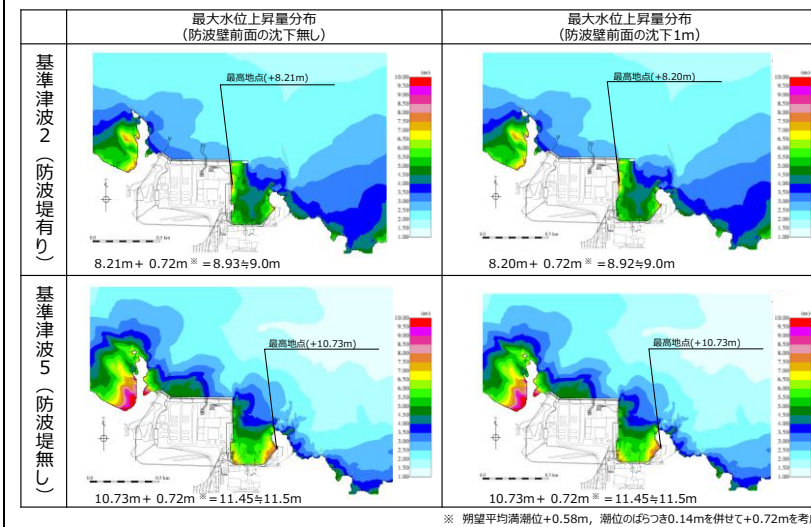 最大水位上昇量分布
(防波壁前面の沈下無し)
最大水位上昇量分布
(防波壁前面の沈下1m)
基準津波2(防波堤有り)
最高地点(+8.21m)
8.21m+ 0.72m ※ =8.93≒9.0m
最高地点(+8.20m)
8.20m+ 0.72m ※ =8.92≒9.0m
基準津波5(防波堤無し)
最高地点(+10.73m)
10.73m+ 0.72m ※ =11.45≒11.5m
最高地点(+10.73m)
10.73m+ 0.72m ※ =11.45≒11.5m
※ 朔望平均満潮位+0.58m, 潮位のばらつき0.14mを併せて+0.72mを考